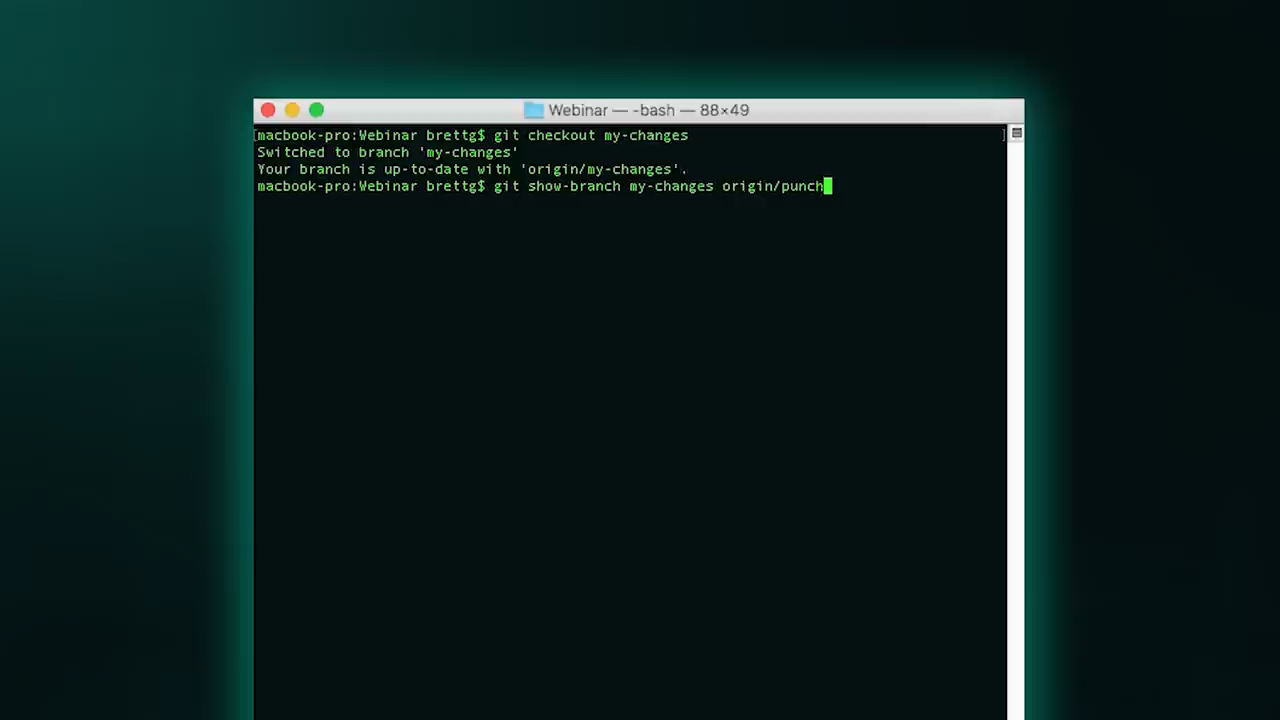 Webinar — -bash — 88×49
[macbook-pro:Webinar brettg$ git checkout my-changes ]
Switched to branch 'my-changes'
Your branch is up-to-date with 'origin/my-changes'.
macbook-pro:Webinar brettg$ git show-branch my-changes origin/punch